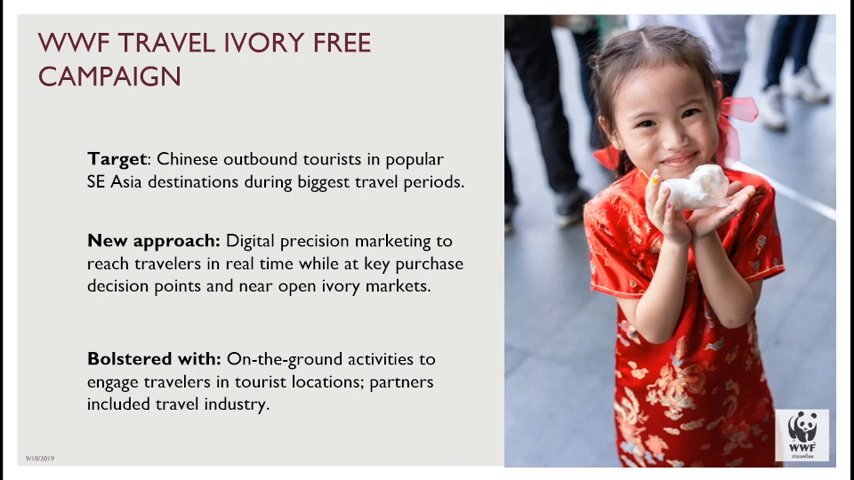 WWF TRAVEL IVORY FREE
CAMPAIGN
Target: Chinese outbound tourists in popular
SE Asia destinations during biggest travel periods.
New approach: Digital precision marketing to
reach travelers in real time while at key purchase
decision points and near open ivory markets.
Bolstered with: On-the-ground activities to
engage travelers in tourist locations; partners
included travel industry.
9/18/2019
WWF